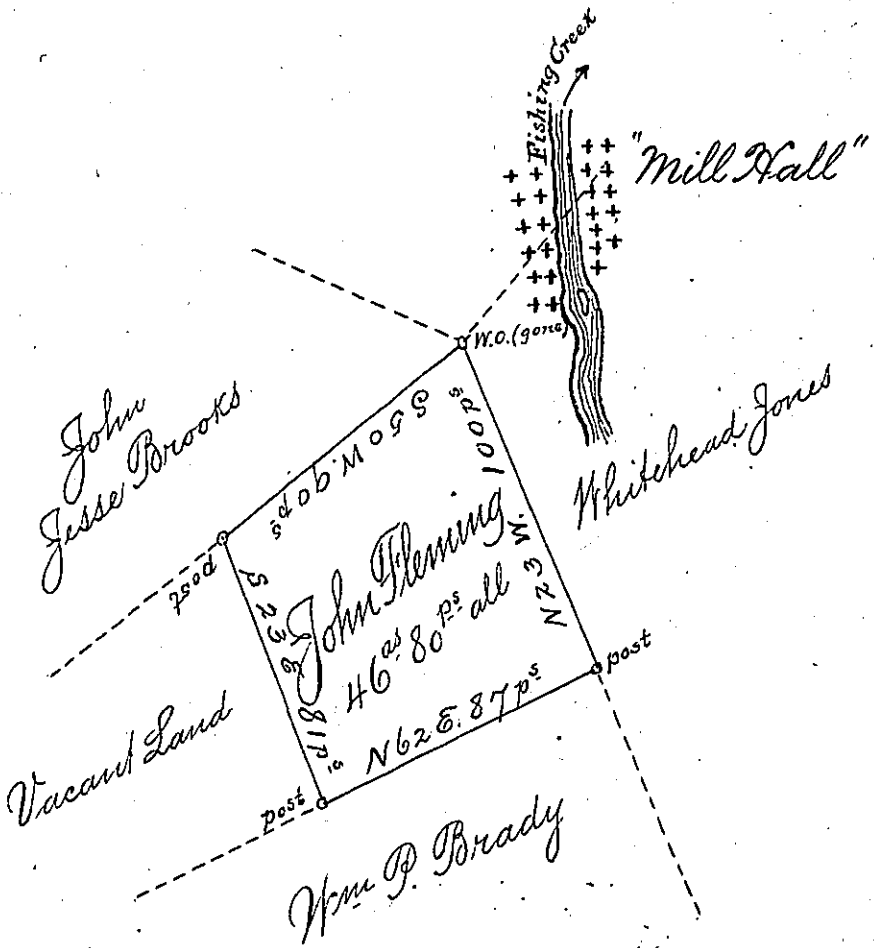 Fishing Creek
"Mill Hall"
W.O. (gone)
John
Jesse Brooks
S 50 W. 90 pˢ
100 pˢ
N 23 W.
Whitehead Jones
post
S 23 E 81 pˢ
John Fleming
46 aˢ 80 pˢ all
post
N 62 E. 87 pˢ
Vacant Land
post
Wm P. Brady